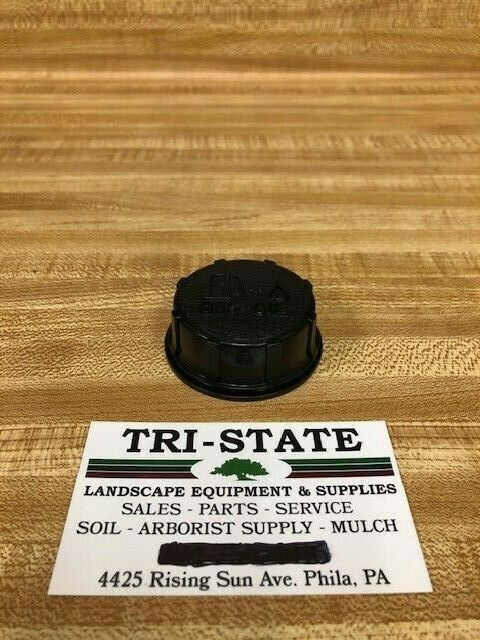 TRI-STATE
LANDSCAPE EQUIPMENT & SUPPLIES
SALES - PARTS - SERVICE
SOIL - ARBORIST SUPPLY - MULCH
4425 Rising Sun Ave. Phila, PA